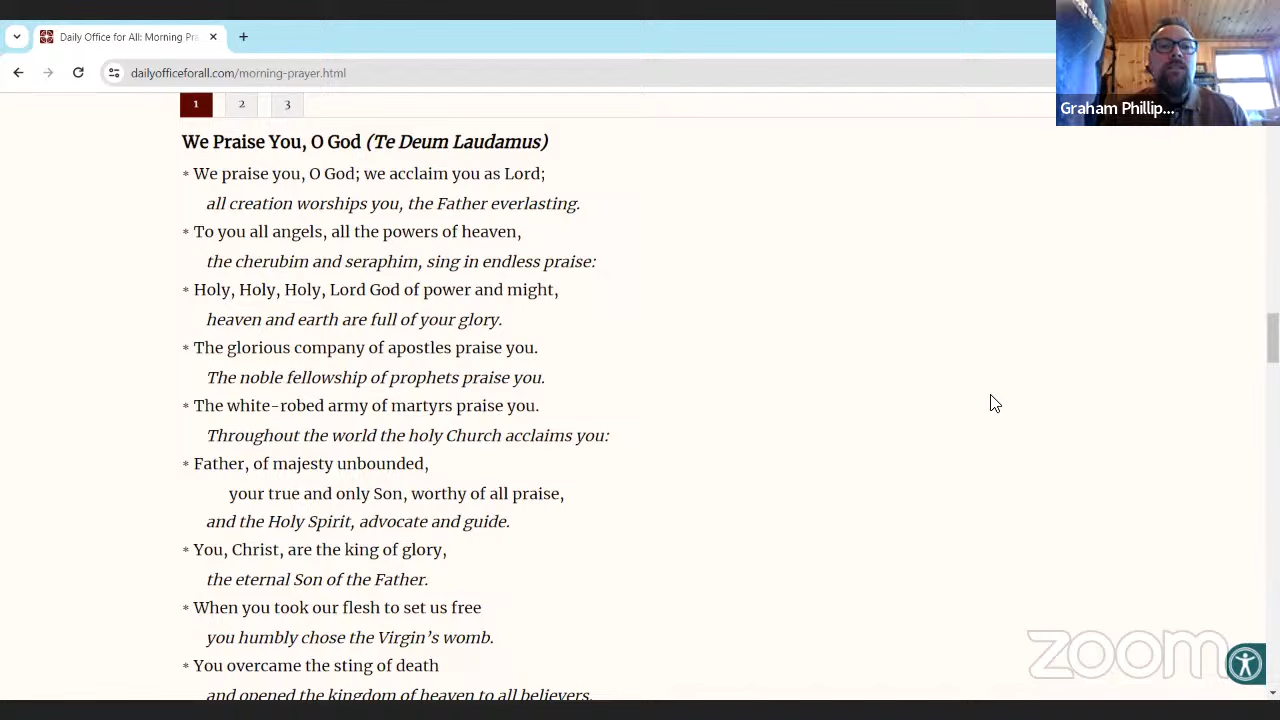 Daily Office for All: Morning Pra
dailyofficeforall.com/morning-prayer.html
Graham Phillip...
1 2 3
We Praise You, O God (Te Deum Laudamus)
* We praise you, O God; we acclaim you as Lord;
all creation worships you, the Father everlasting.
* To you all angels, all the powers of heaven,
the cherubim and seraphim, sing in endless praise:
* Holy, Holy, Holy, Lord God of power and might,
heaven and earth are full of your glory.
* The glorious company of apostles praise you.
The noble fellowship of prophets praise you.
* The white-robed army of martyrs praise you.
Throughout the world the holy Church acclaims you:
* Father, of majesty unbounded,
your true and only Son, worthy of all praise,
and the Holy Spirit, advocate and guide.
* You, Christ, are the king of glory,
the eternal Son of the Father.
* When you took our flesh to set us free
you humbly chose the Virgin’s womb.
* You overcame the sting of death
and opened the kingdom of heaven to all believers.
zoom